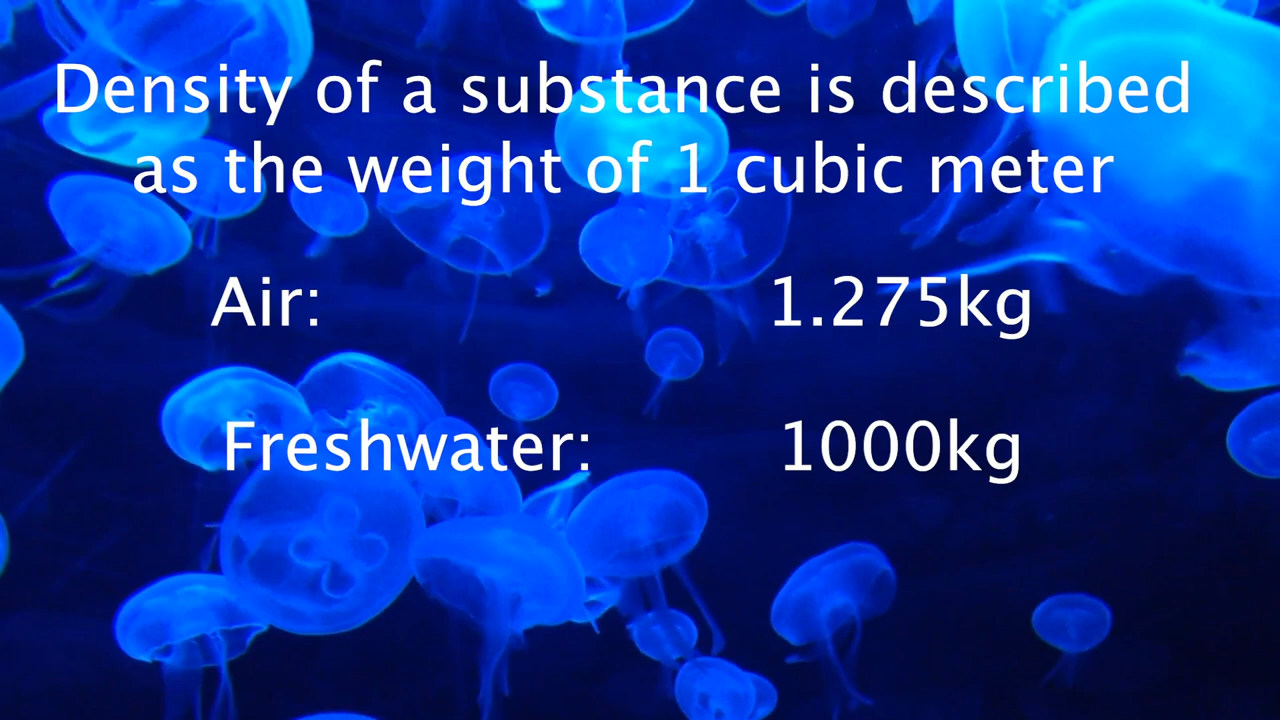 Density of a substance is described
as the weight of 1 cubic meter
Air: 1.275kg
Freshwater: 1000kg